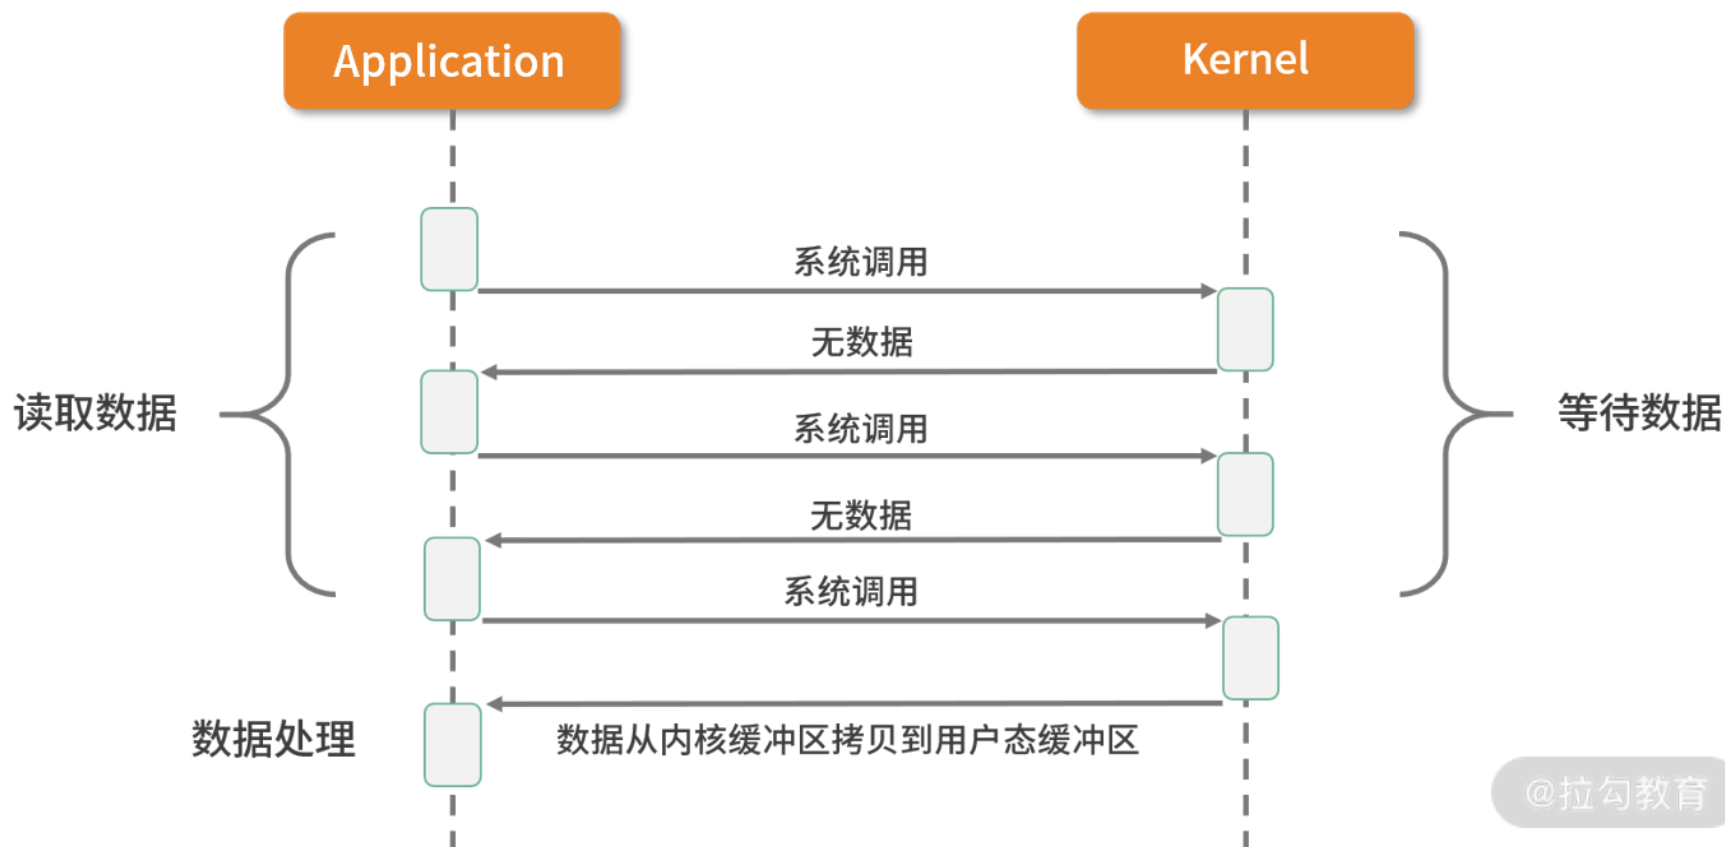 Application
Kernel
系统调用
无数据
读取数据
等待数据
系统调用
无数据
系统调用
数据处理
数据从内核缓冲区拷贝到用户态缓冲区
@拉勾教育